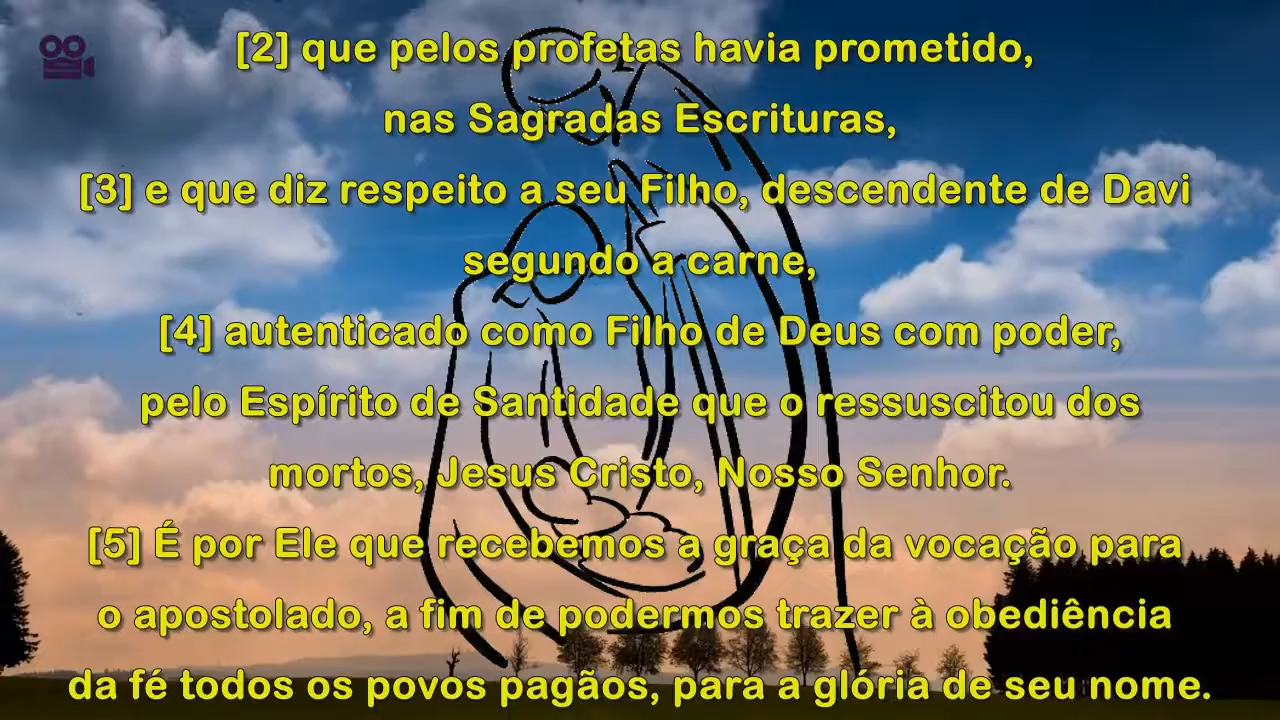 [2] que pelos profetas havia prometido,
nas Sagradas Escrituras,
[3] e que diz respeito a seu Filho, descendente de Davi
segundo a carne,
[4] autenticado como Filho de Deus com poder,
pelo Espírito de Santidade que o ressuscitou dos
mortos, Jesus Cristo, Nosso Senhor.
[5] É por Ele que recebemos a graça da vocação para
o apostolado, a fim de podermos trazer à obediência
da fé todos os povos pagãos, para a glória de seu nome.